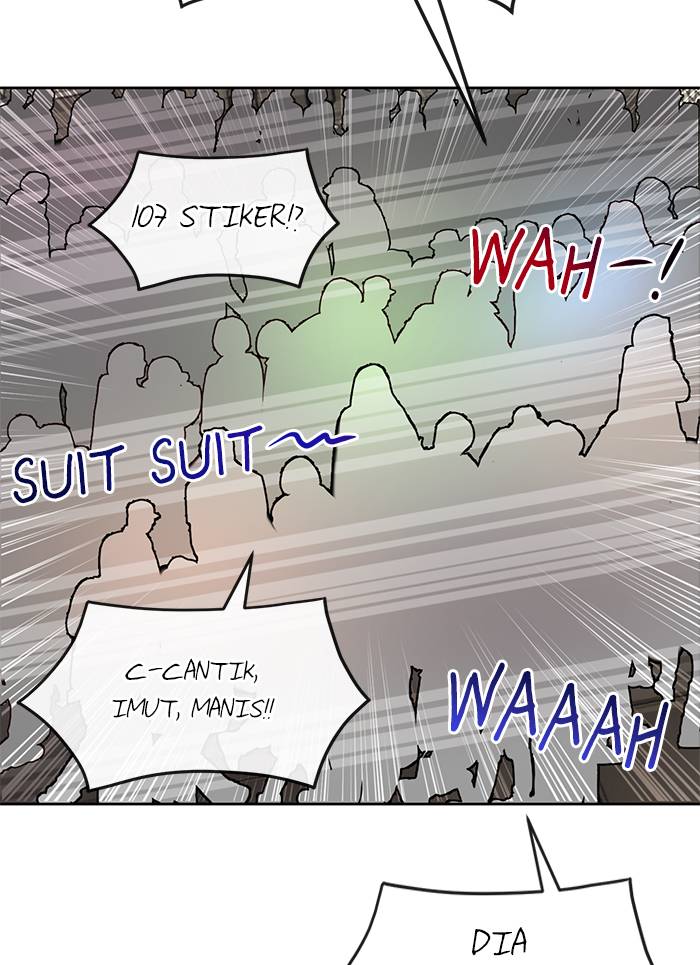 107 STIKER!?
WAH~!
SUIT SUIT~
C-CANTIK,
IMUT, MANIS!!
WAAAH
DIA